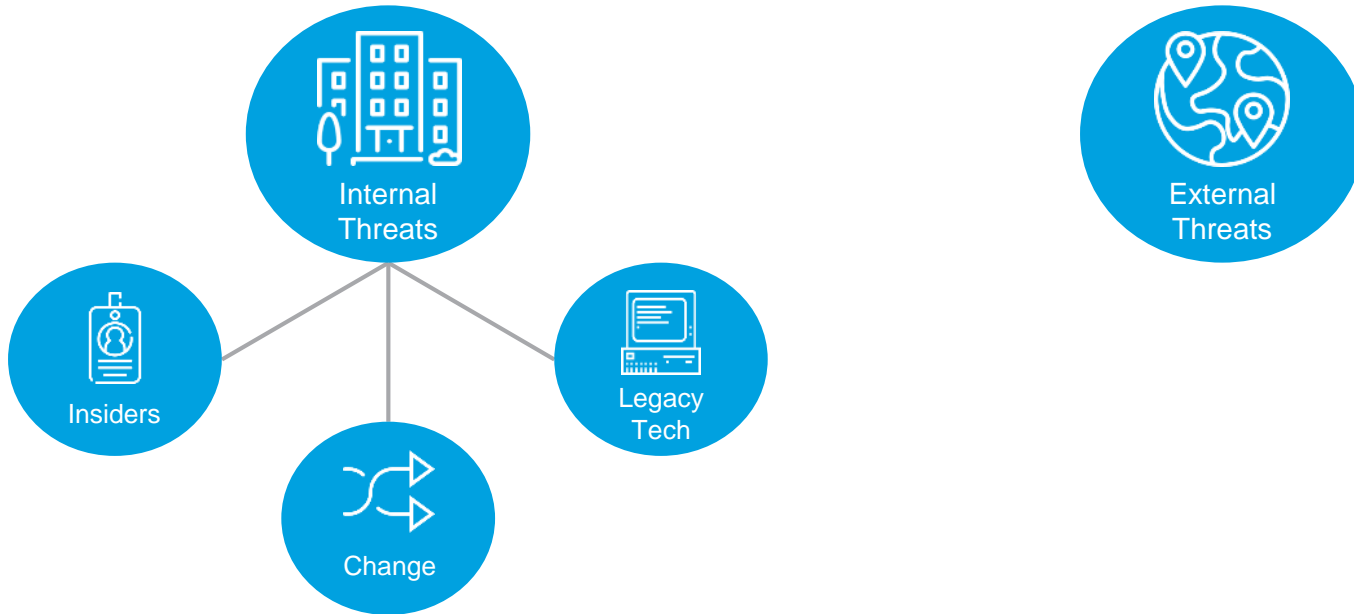 Internal
Threats
External
Threats
Insiders
Legacy
Tech
Change